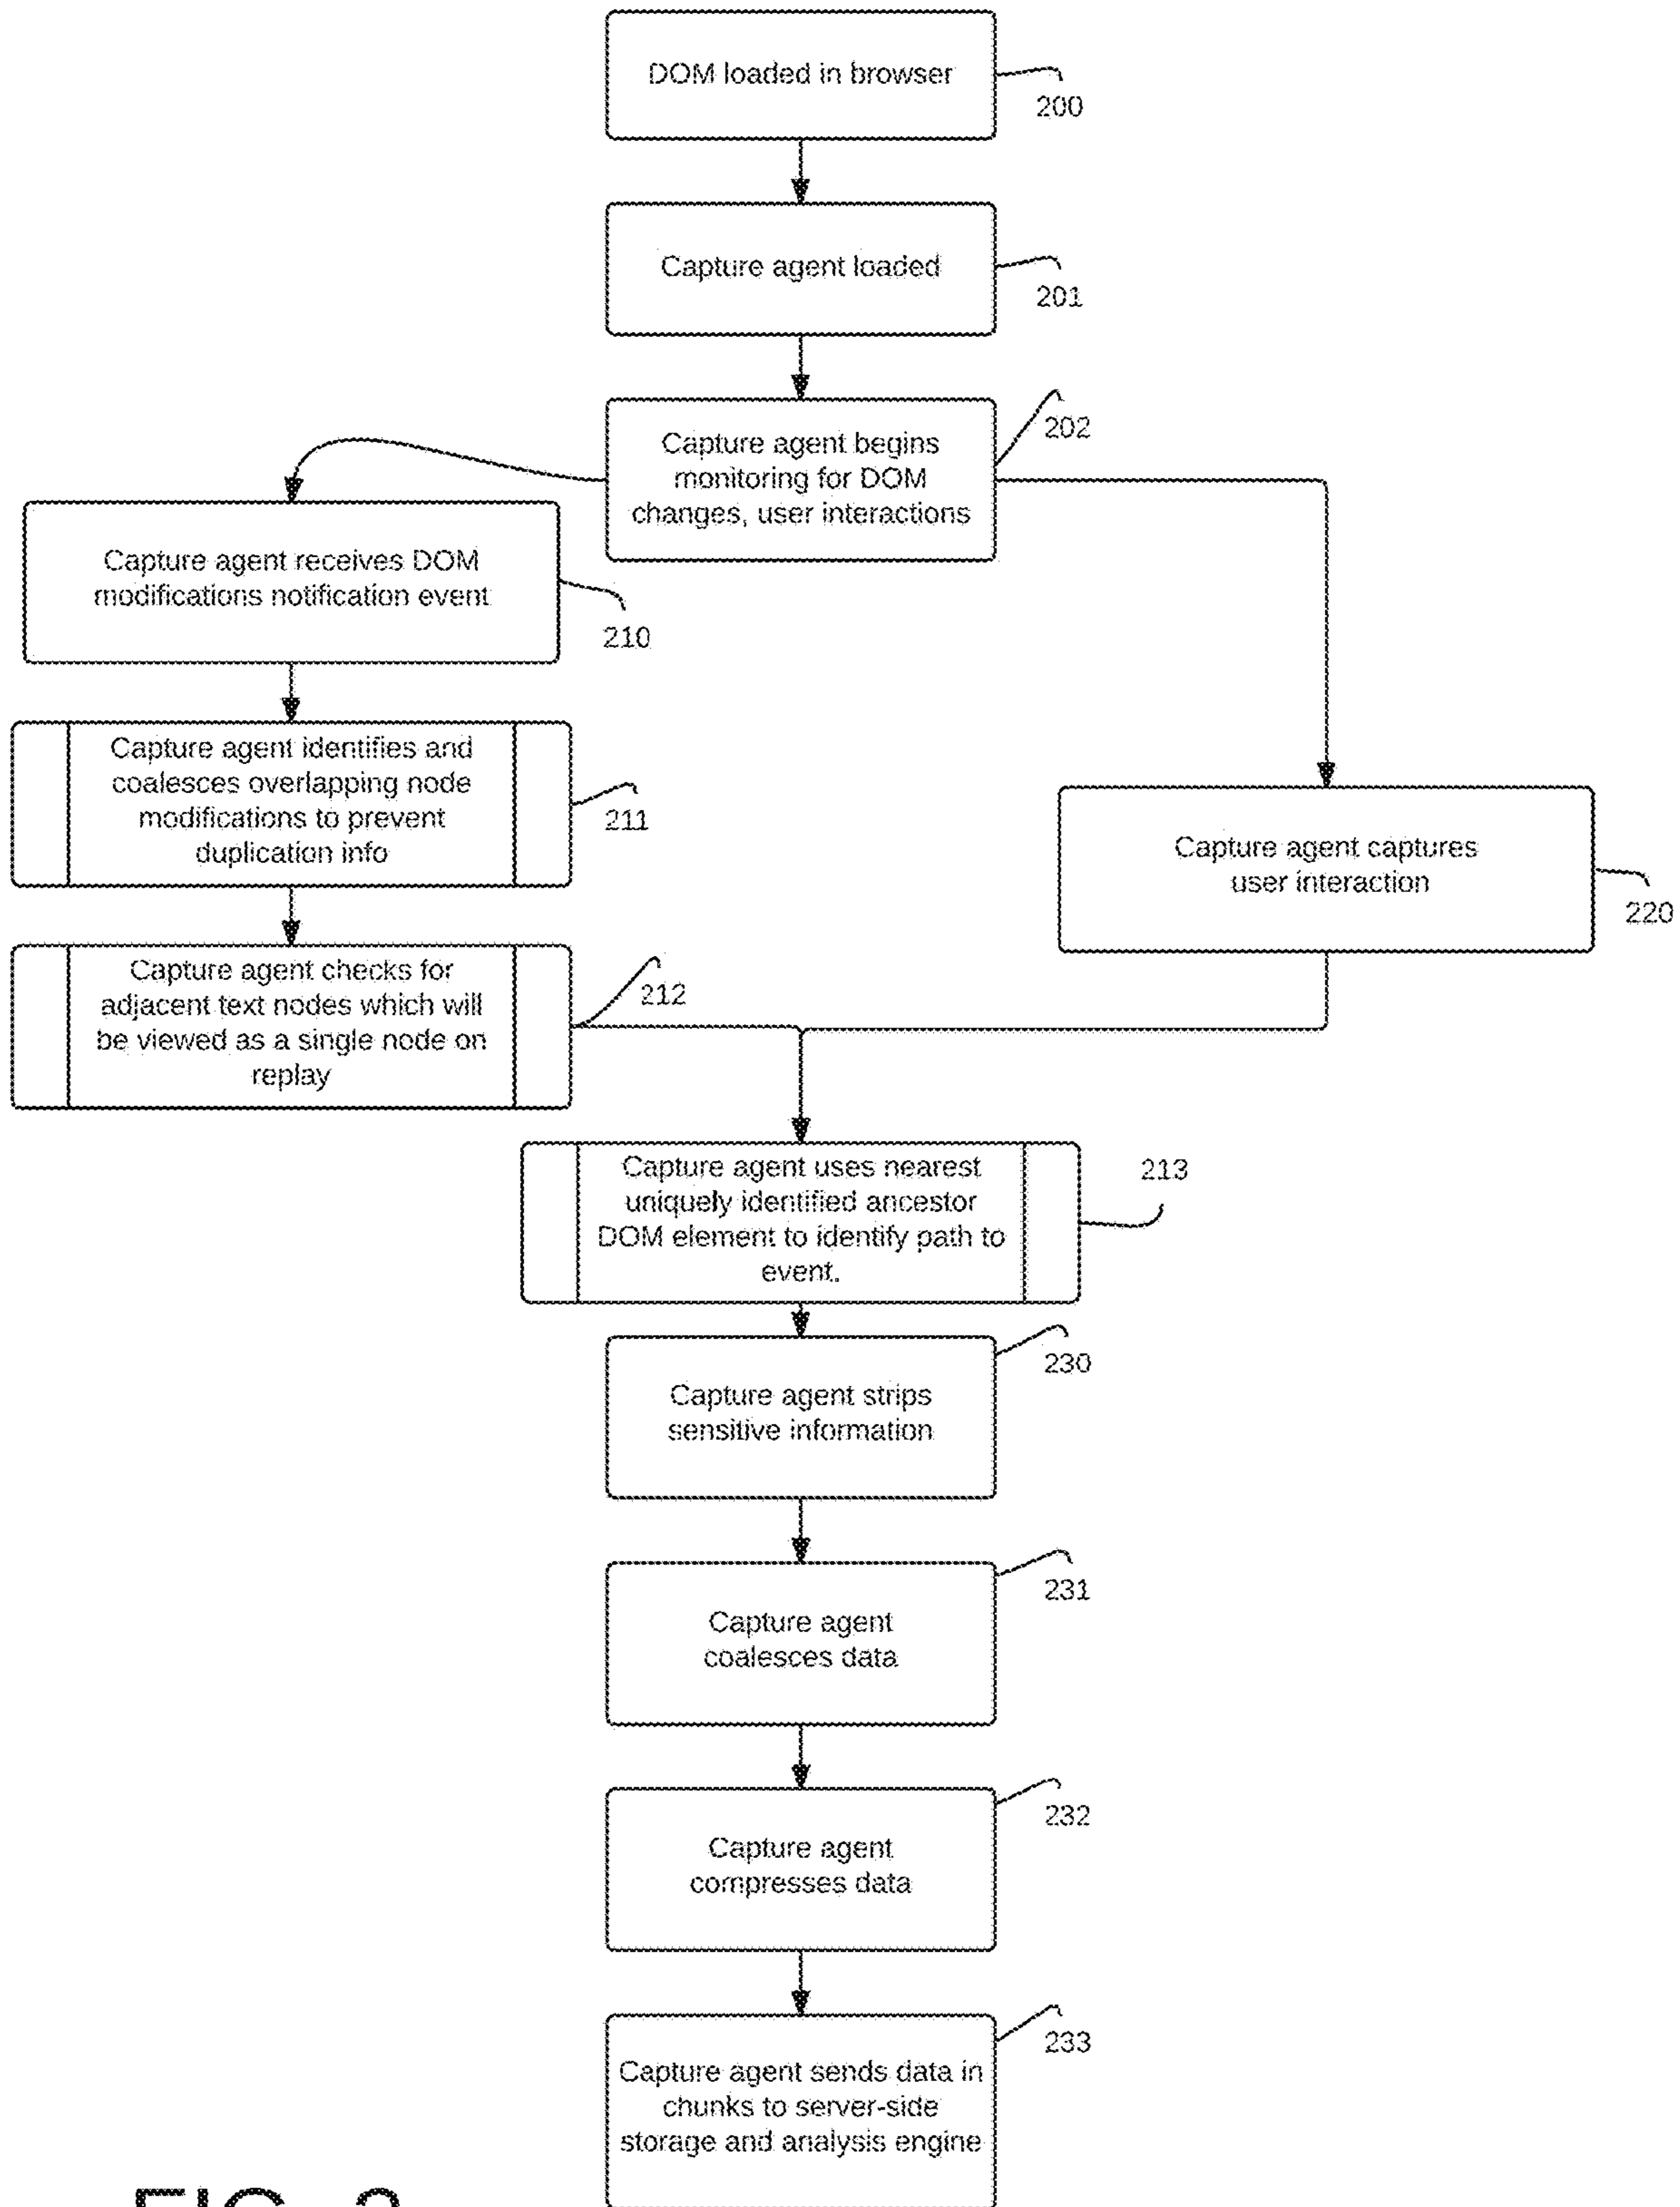 DOM loaded in browser
200
Capture agent loaded
201
Capture agent begins
monitoring for DOM
changes, user interactions
202
Capture agent receives DOM
modifications notification event
210
Capture agent identifies and
coalesces overlapping node
modifications to prevent
duplication info
211
Capture agent captures
user interaction
220
Capture agent checks for
adjacent text nodes which will
be viewed as a single node on
replay
212
Capture agent uses nearest
uniquely identified ancestor
DOM element to identify path to
event.
213
Capture agent strips
sensitive information
230
Capture agent
coalesces data
231
Capture agent
compresses data
232
Capture agent sends data in
chunks to server-side
storage and analysis engine
233
FIG.